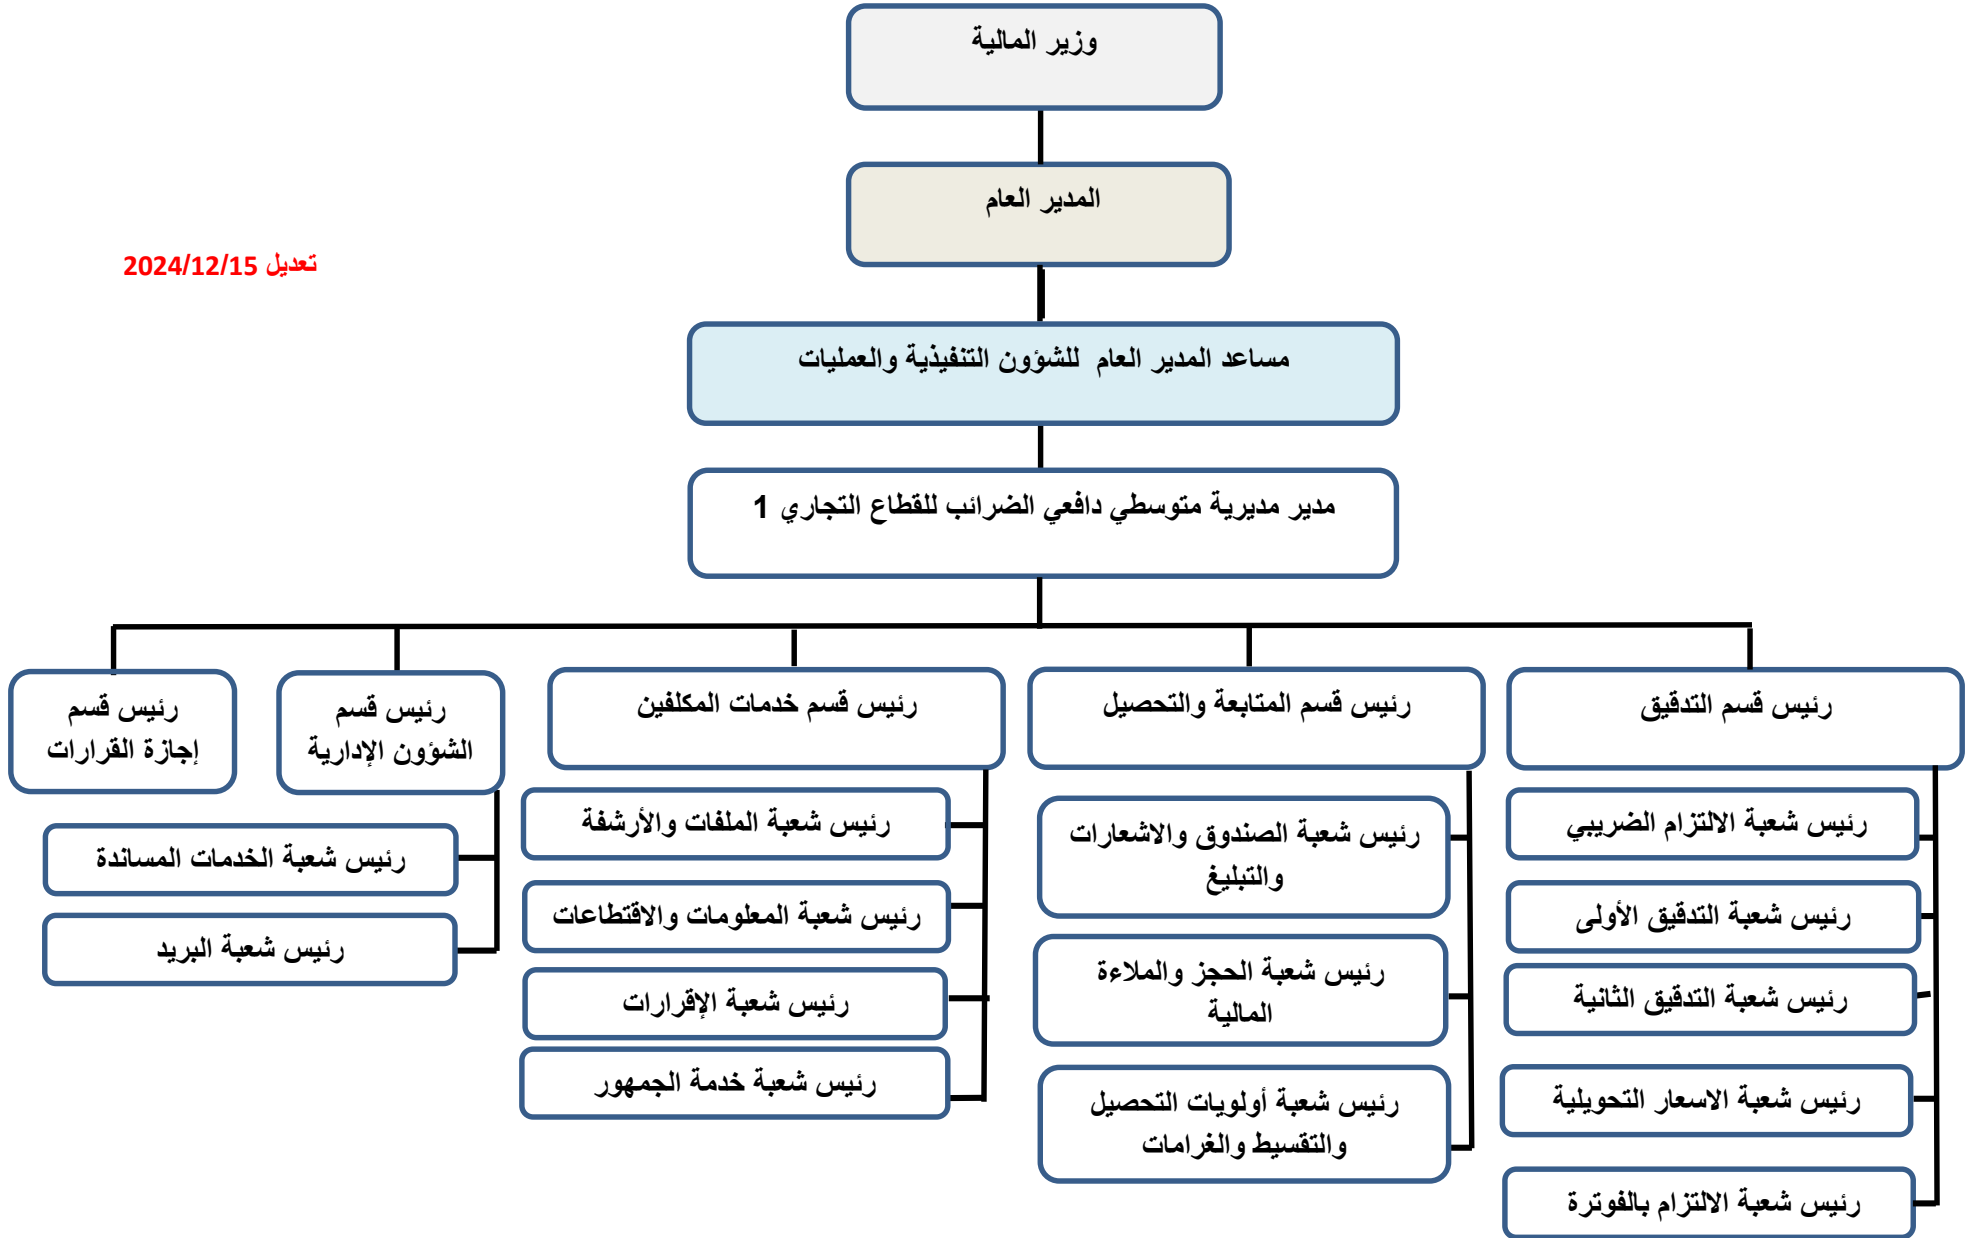 وزير المالية
المدير العام
تعديل 2024/12/15
مساعد المدير العام للشؤون التنفيذية والعمليات
مدير مديرية متوسطي دافعي الضرائب للقطاع التجاري 1
رئيس قسم التدقيق
رئيس شعبة الالتزام الضريبي
رئيس شعبة التدقيق الأولى
رئيس شعبة التدقيق الثانية
رئيس شعبة الاسعار التحويلية
رئيس شعبة الالتزام بالفوترة
رئيس قسم المتابعة والتحصيل
رئيس شعبة الصندوق والاشعارات
والتبليغ
رئيس شعبة الحجز والملاءة
المالية
رئيس شعبة أولويات التحصيل
والتقسيط والغرامات
رئيس قسم خدمات المكلفين
رئيس شعبة الملفات والأرشفة
رئيس شعبة المعلومات والاقتطاعات
رئيس شعبة الإقرارات
رئيس شعبة خدمة الجمهور
رئيس قسم
الشؤون الإدارية
رئيس شعبة الخدمات المساندة
رئيس شعبة البريد
رئيس قسم
إجازة القرارات